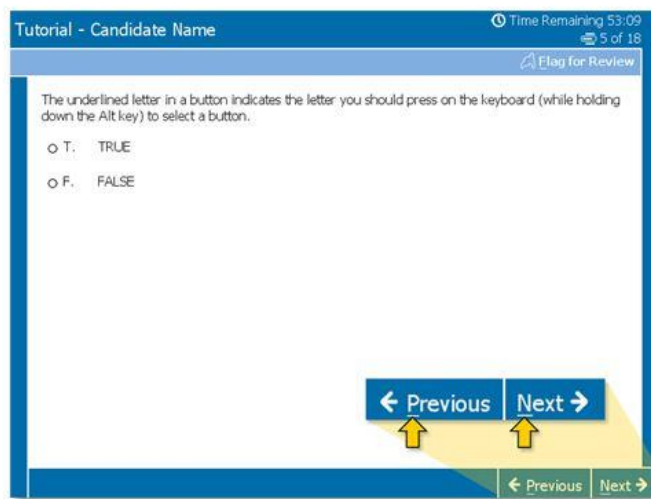 Tutorial - Candidate Name
Time Remaining 53:09
5 of 18
Flag for Review
The underlined letter in a button indicates the letter you should press on the keyboard (while holding
down the Alt key) to select a button.
T. TRUE
F. FALSE
← Previous Next →
← Previous Next →